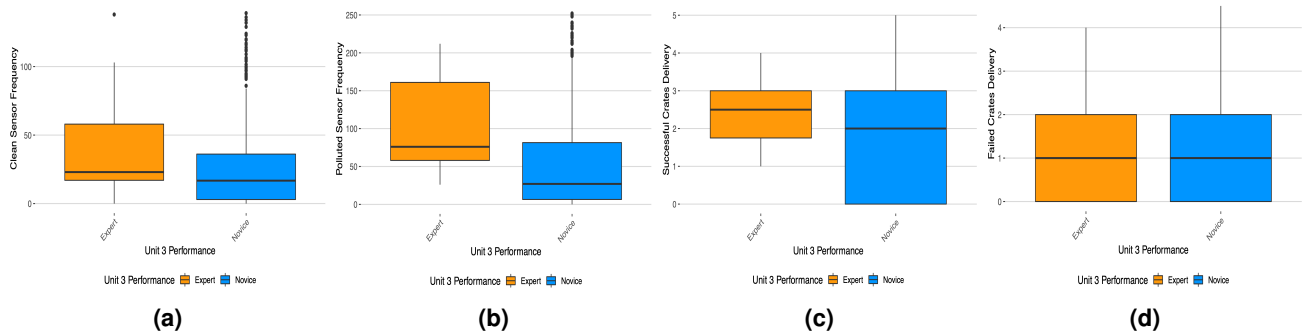 Clean Sensor Frequency
100
50
0
Expert
Novice
Unit 3 Performance
Unit 3 Performance Expert Novice
(a)
Polluted Sensor Frequency
250
200
150
100
50
0
Expert
Novice
Unit 3 Performance
Unit 3 Performance Expert Novice
(b)
Successful Crates Delivery
5
4
3
2
1
0
Expert
Novice
Unit 3 Performance
Unit 3 Performance Expert Novice
(c)
Failed Crates Delivery
4
3
2
1
0
Expert
Novice
Unit 3 Performance
Unit 3 Performance Expert Novice
(d)